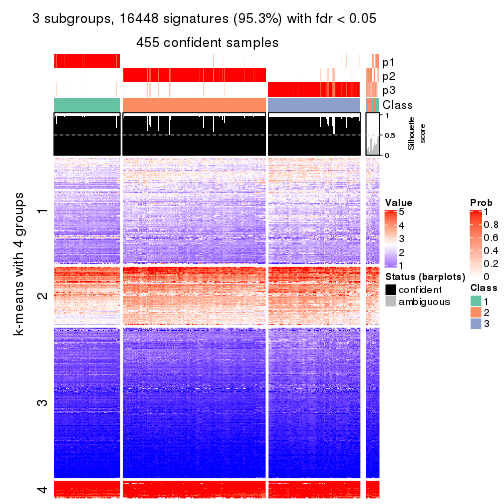 3 subgroups, 16448 signatures (95.3%) with fdr < 0.05
455 confident samples
p1
p2
p3
Class
1
0.5
0
Silhouette
score
k-means with 4 groups
1
2
3
4
Value
5
4
3
2
1
Status (barplots)
confident
ambiguous
Prob
1
0.8
0.6
0.4
0.2
0
Class
1
2
3